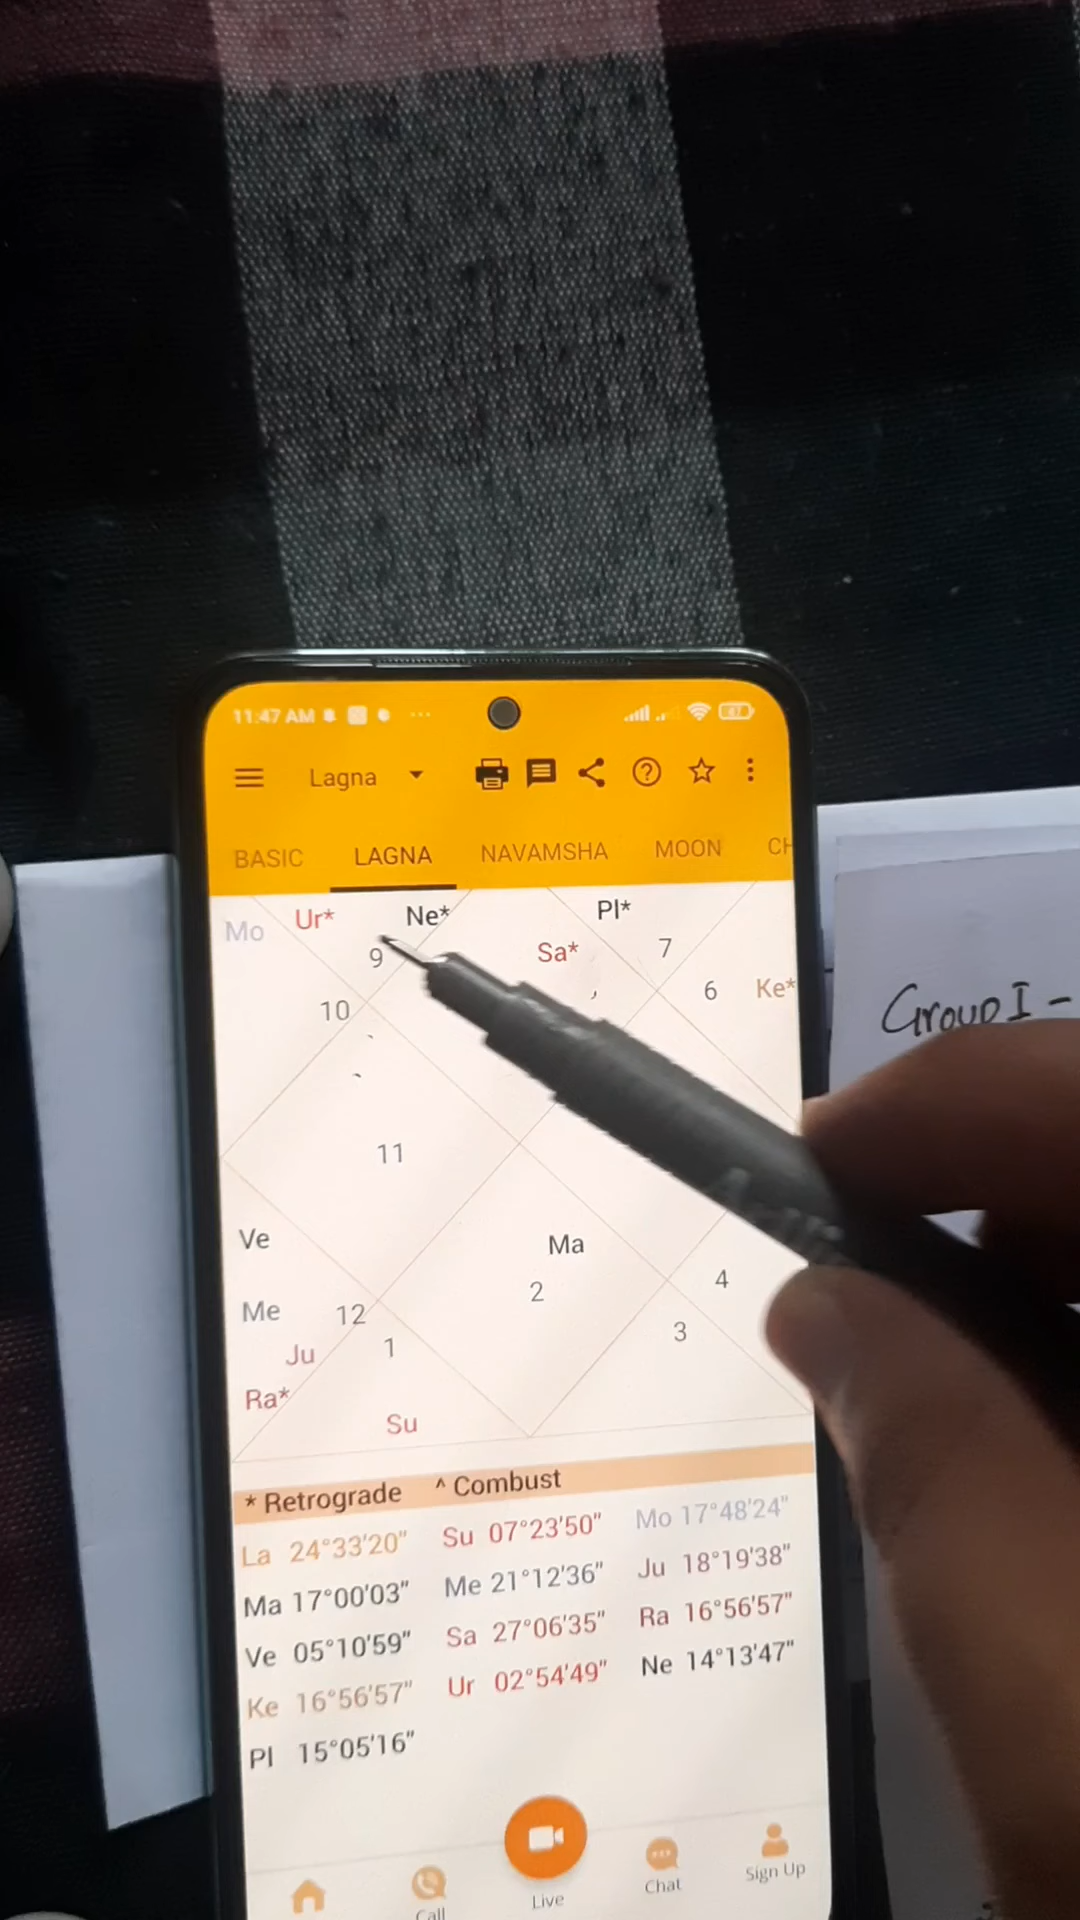 11:47 AM ... 47
Lagna
BASIC LAGNA NAVAMSHA MOON CH
Mo Ur* Ne* Pl*
9 Sa* 7
10 6 Ke*
11
Ve Ma
Me 12 2 4
Ju 1 3
Ra*
Su
* Retrograde ^ Combust
La 24°33'20" Su 07°23'50" Mo 17°48'24"
Ma 17°00'03" Me 21°12'36" Ju 18°19'38"
Ve 05°10'59" Sa 27°06'35" Ra 16°56'57"
Ke 16°56'57" Ur 02°54'49" Ne 14°13'47"
Pl 15°05'16"
Call Live Chat Sign Up
Group I -